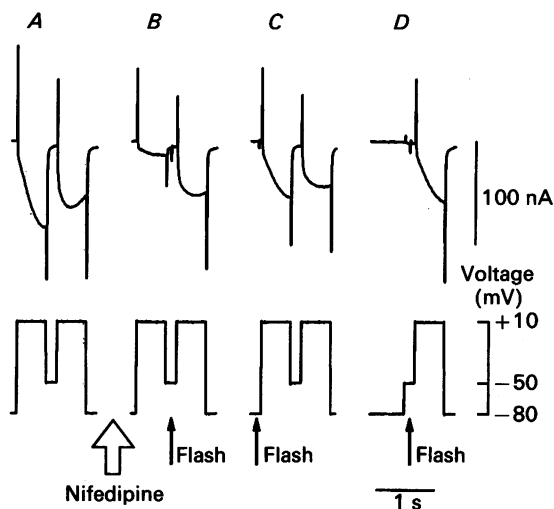 A B C D
100 nA
Voltage
(mV)
+10
−50
−80
Flash Flash Flash
Nifedipine
1 s